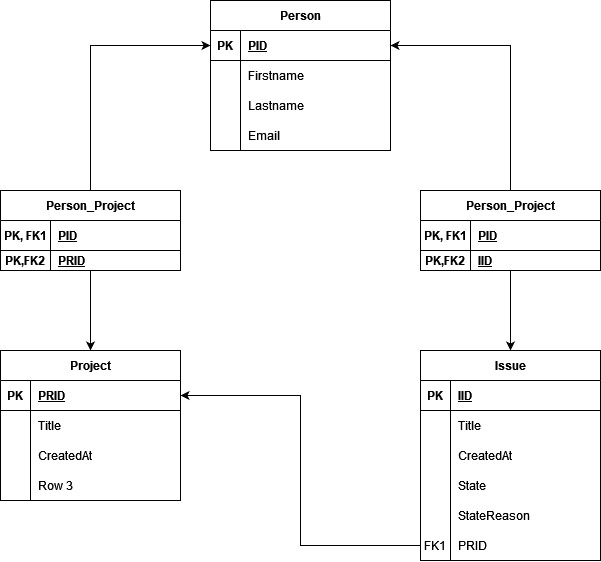 Person
PK PID
Firstname
Lastname
Email
Person_Project
PK, FK1 PID
PK,FK2 PRID
Person_Project
PK, FK1 PID
PK,FK2 IID
Project
PK PRID
Title
CreatedAt
Row 3
Issue
PK IID
Title
CreatedAt
State
StateReason
FK1 PRID